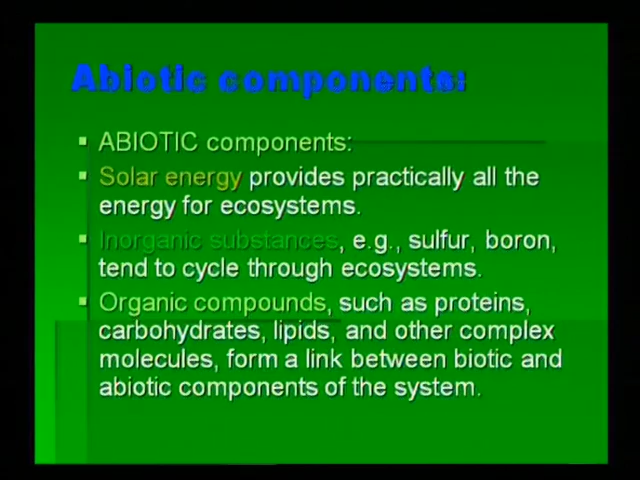 Abiotic components:
ABIOTIC components:
Solar energy provides practically all the
energy for ecosystems.
Inorganic substances, e.g., sulfur, boron,
tend to cycle through ecosystems.
Organic compounds, such as proteins,
carbohydrates, lipids, and other complex
molecules, form a link between biotic and
abiotic components of the system.